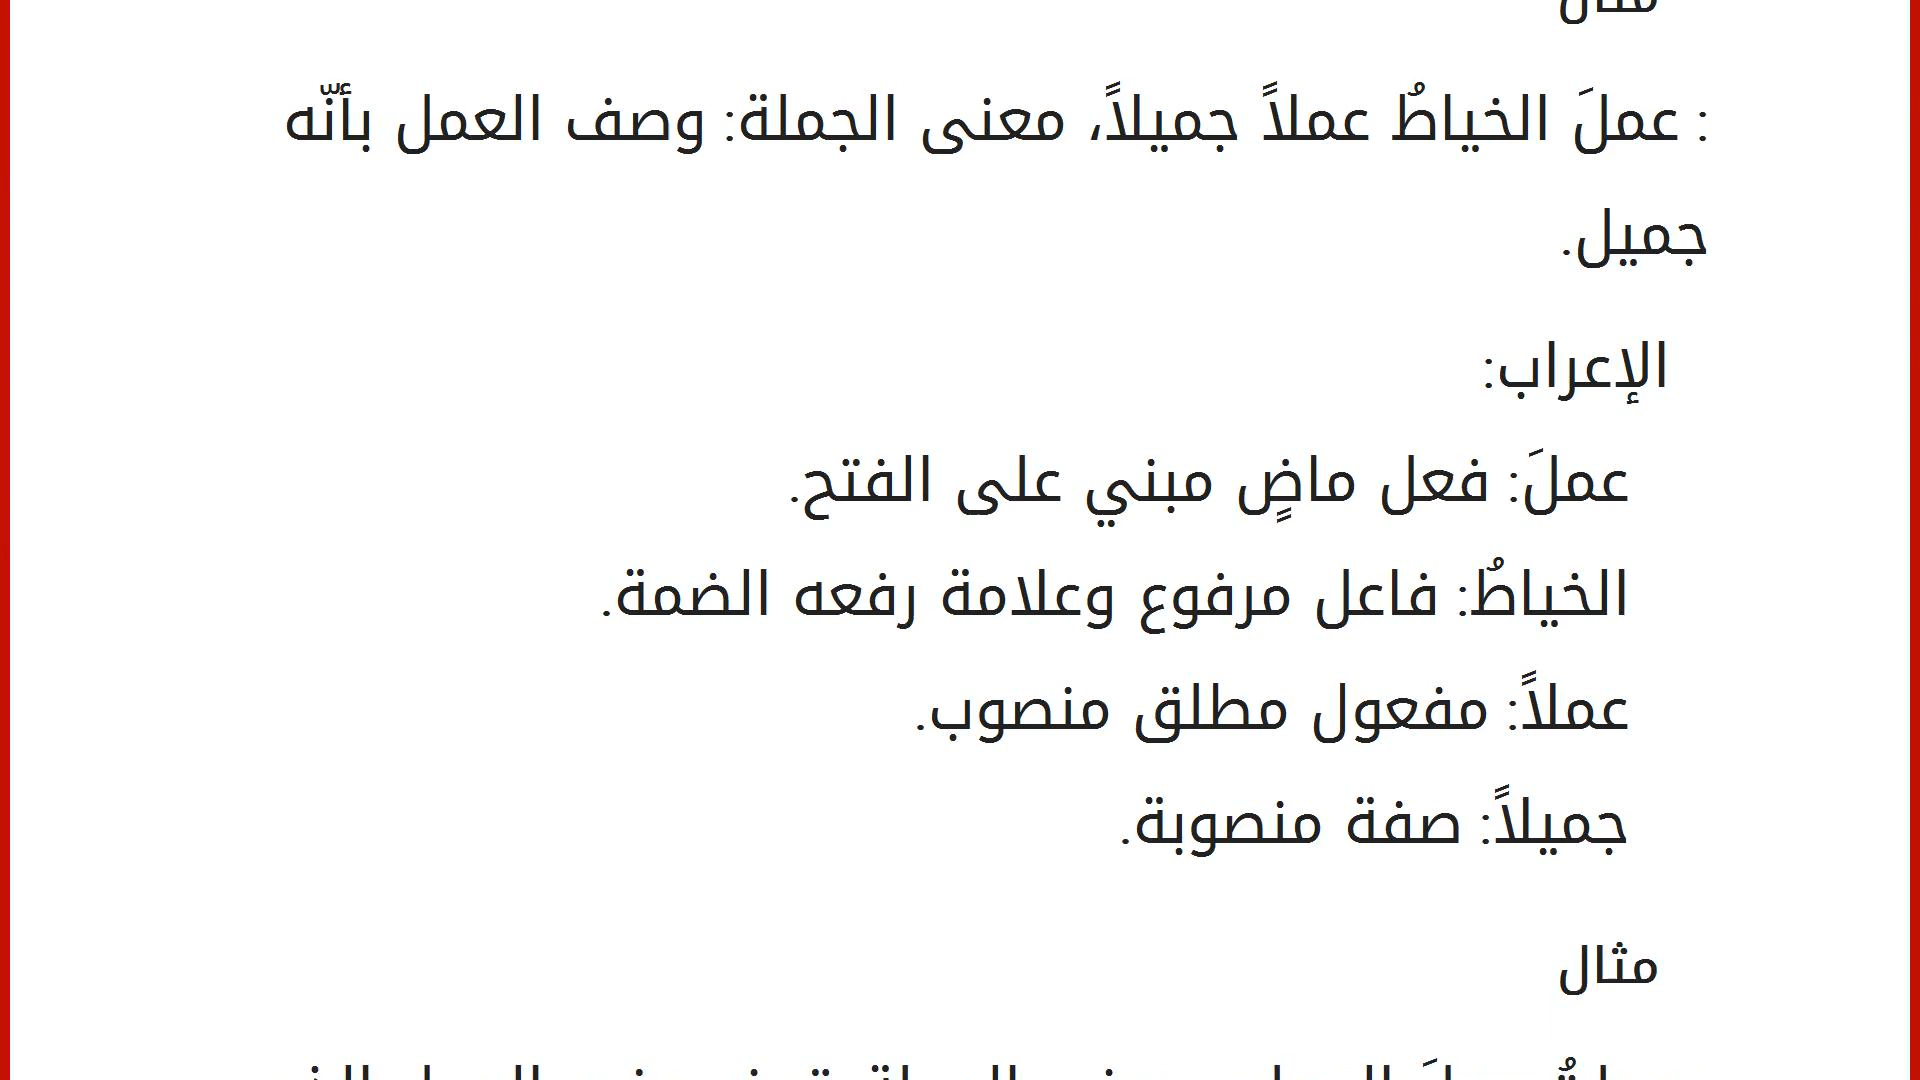 مثال
: عملَ الخياطُ عملاً جميلاً، معنى الجملة: وصف العمل بأنّه
جميل.
الإعراب:
عملَ: فعل ماضٍ مبني على الفتح.
الخياطُ: فاعل مرفوع وعلامة رفعه الضمة.
عملاً: مفعول مطلق منصوب.
جميلاً: صفة منصوبة.
مثال